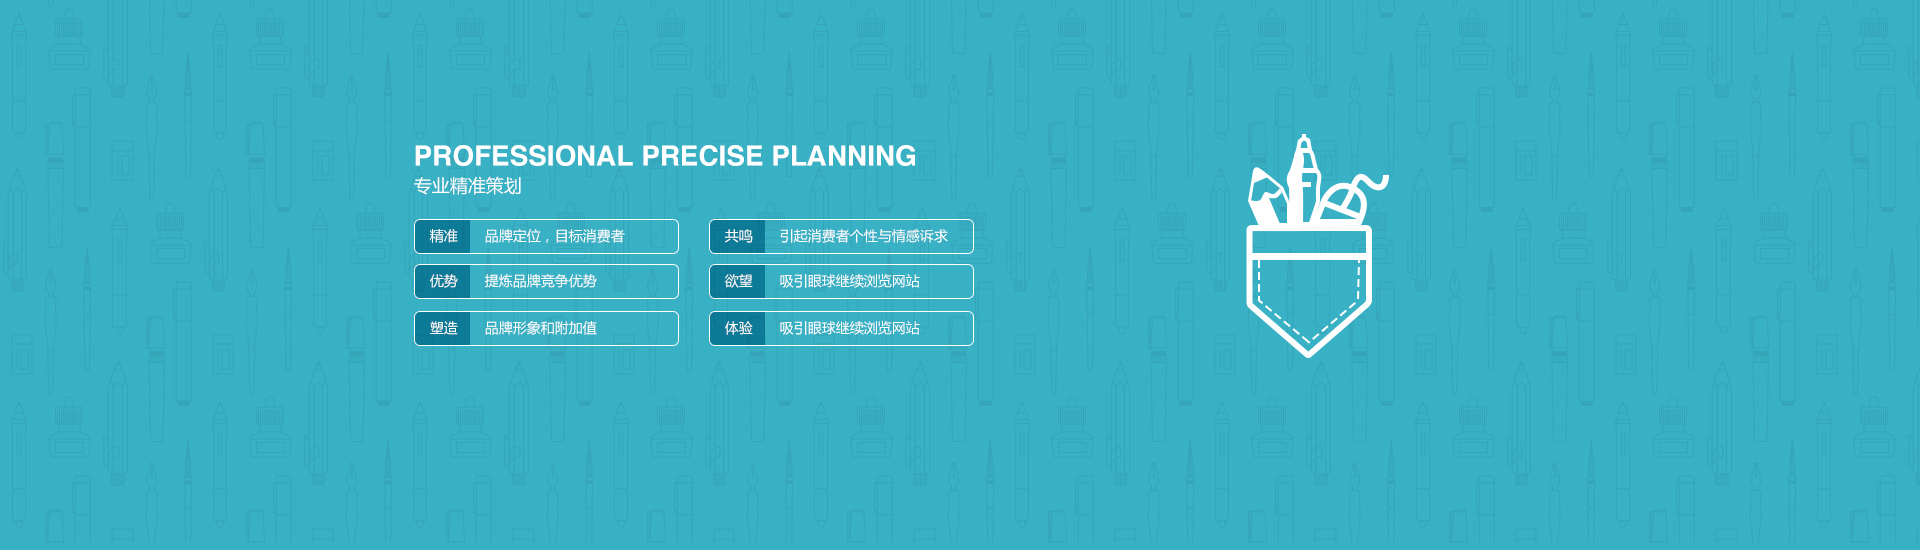 PROFESSIONAL PRECISE PLANNING
专业精准策划
精准 品牌定位，目标消费者
共鸣 引起消费者个性与情感诉求
优势 提炼品牌竞争优势
欲望 吸引眼球继续浏览网站
塑造 品牌形象和附加值
体验 吸引眼球继续浏览网站